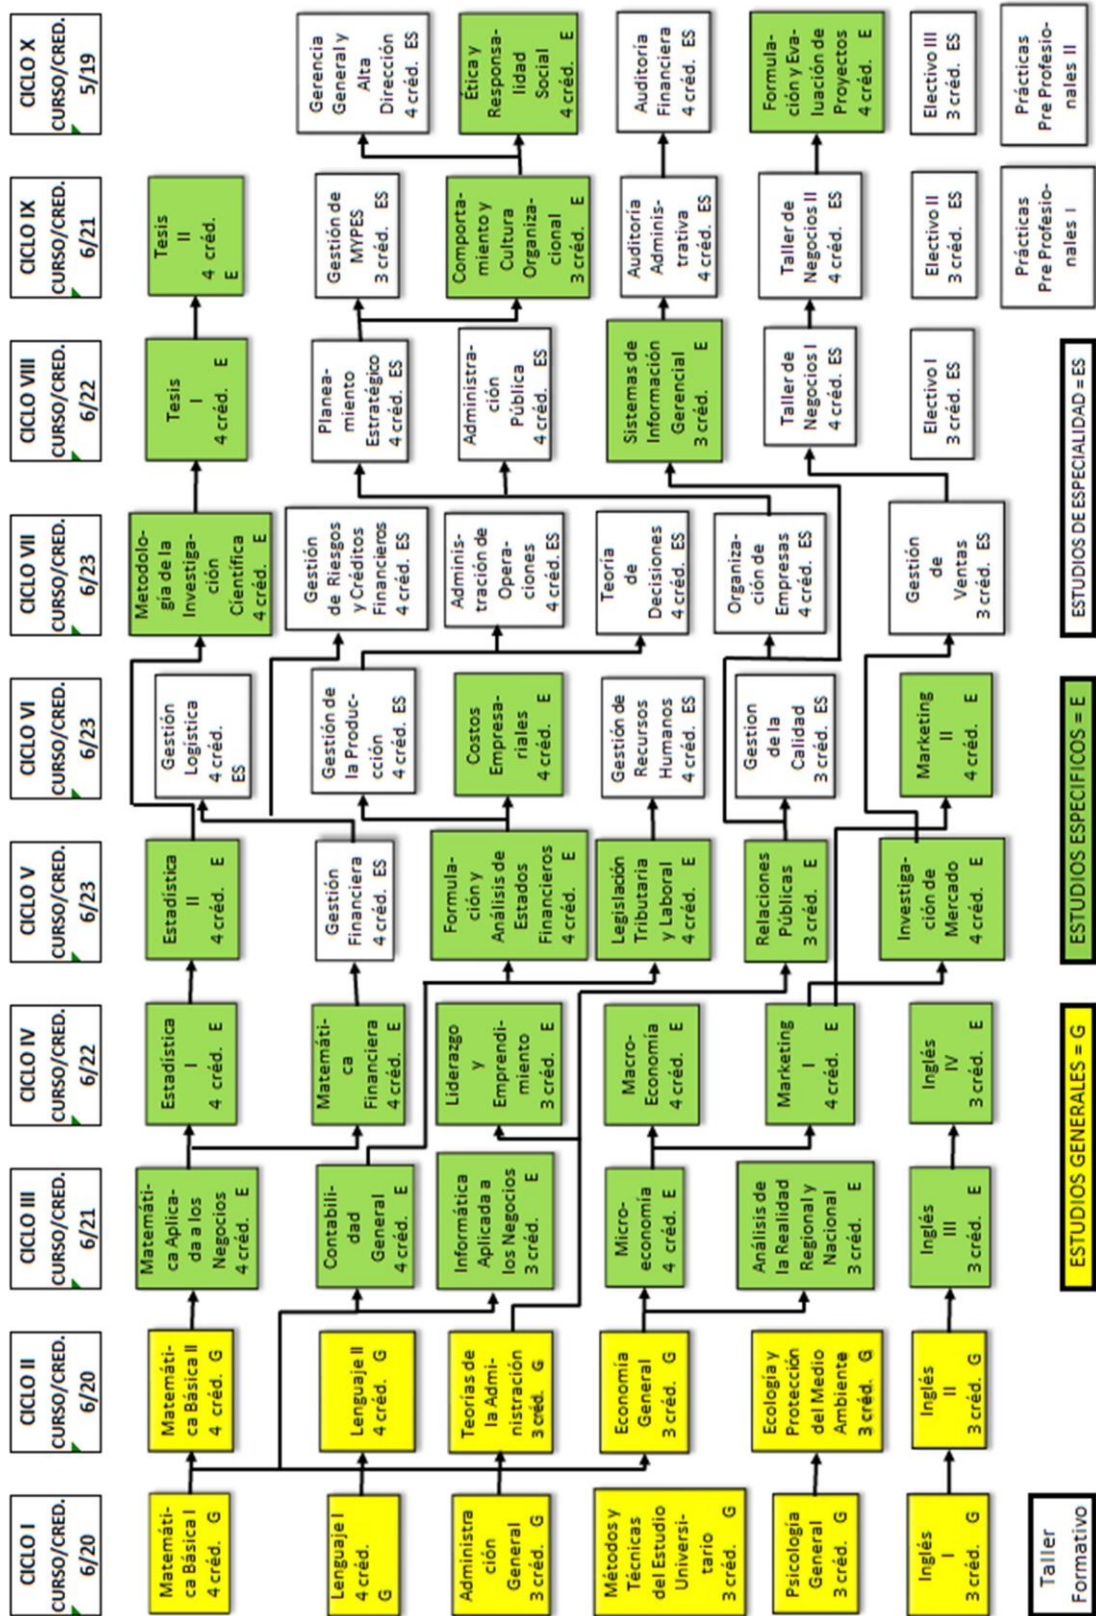 CICLO I
CURSO/CRED.
6/20
Matemáti-
ca Básica I
4 créd. G
Lenguaje I
4 créd.
G
Administra
ción
General
3 créd. G
Métodos y
Técnicas
del Estudio
Universi-
tario
3 créd. G
Psicología
General
3 créd. G
Inglés
I
3 créd. G
Taller
Formativo
CICLO II
CURSO/CRED.
6/20
Matemáti-
ca Básica II
4 créd. G
Lenguaje II
4 créd. G
Teorías de
la Admi-
nistración
3 créd. G
Economía
General
3 créd. G
Ecología y
Protección
del Medio
Ambiente
3 créd. G
Inglés
II
3 créd. G
CICLO III
CURSO/CRED.
6/21
Matemáti-
ca Aplica-
da a los
Negocios
4 créd. E
Contabili-
dad
General
4 créd. E
Informática
Aplicada a
los Negocios
3 créd. E
Micro-
economía
4 créd. E
Análisis de
la Realidad
Regional y
Nacional
3 créd. E
Inglés
III
3 créd. E
CICLO IV
CURSO/CRED.
6/22
Estadística
I
4 créd. E
Matemáti-
ca
Financiera
4 créd. E
Liderazgo
y
Emprendi-
miento
3 créd. E
Macro-
Economía
4 créd. E
Marketing
I
4 créd. E
Inglés
IV
3 créd. E
CICLO V
CURSO/CRED.
6/23
Estadística
II
4 créd. E
Gestión
Financiera
4 créd. ES
Formula-
ción y
Análisis de
Estados
Financieros
4 créd. E
Legislación
Tributaria
y Laboral
4 créd. E
Relaciones
Públicas
3 créd. E
Investiga-
ción de
Mercado
4 créd. E
CICLO VI
CURSO/CRED.
6/23
Gestión
Logística
4 créd.
ES
Gestión de
la Produc-
cción
4 créd. ES
Costos
Empresa-
riales
4 créd. E
Gestión de
Recursos
Humanos
4 créd. ES
Gestion
de la
Calidad
3 créd. ES
Marketing
II
4 créd. E
CICLO VII
CURSO/CRED.
6/23
Metodolo-
gía de la
Investiga-
ción
Científica
4 créd. E
Gestión
de Riesgos
y Créditos
Financieros
4 créd. ES
Adminis-
tración de
Opera-
ciones
4 créd. ES
Teoría
de
Decisiones
4 créd. ES
Organiza-
ción de
Empresas
4 créd. ES
Gestión
de
Ventas
3 créd. ES
CICLO VIII
CURSO/CRED.
6/22
Tesis
I
4 créd. E
Planea-
miento
Estratégico
4 créd. ES
Administra-
ción
Pública
4 créd. ES
Sistemas de
Información
Gerencial
3 créd. E
Taller de
Negocios I
4 créd. ES
Electivo I
3 créd. ES
CICLO IX
CURSO/CRED.
6/21
Tesis
II
4 créd.
E
Gestión de
MYPES
3 créd. ES
Comporta-
miento y
Cultura
Organiza-
cional
3 créd. E
Auditoría
Adminis-
trativa
4 créd. ES
Taller de
Negocios II
4 créd. ES
Electivo II
3 créd. ES
Prácticas
Pre Profesio-
nales I
CICLO X
CURSO/CRED.
5/19
Gerencia
General y
Alta
Dirección
4 créd. ES
Ética y
Responsa-
lidad
Social
4 créd. E
Auditoría
Financiera
4 créd. ES
Formula-
ción y Eva-
luación de
Proyectos
4 créd. E
Electivo III
3 créd. ES
Prácticas
Pre Profesio-
nales II
ESTUDIOS GENERALES = G
ESTUDIOS ESPECIFICOS = E
ESTUDIOS DE ESPECIALIDAD = ES